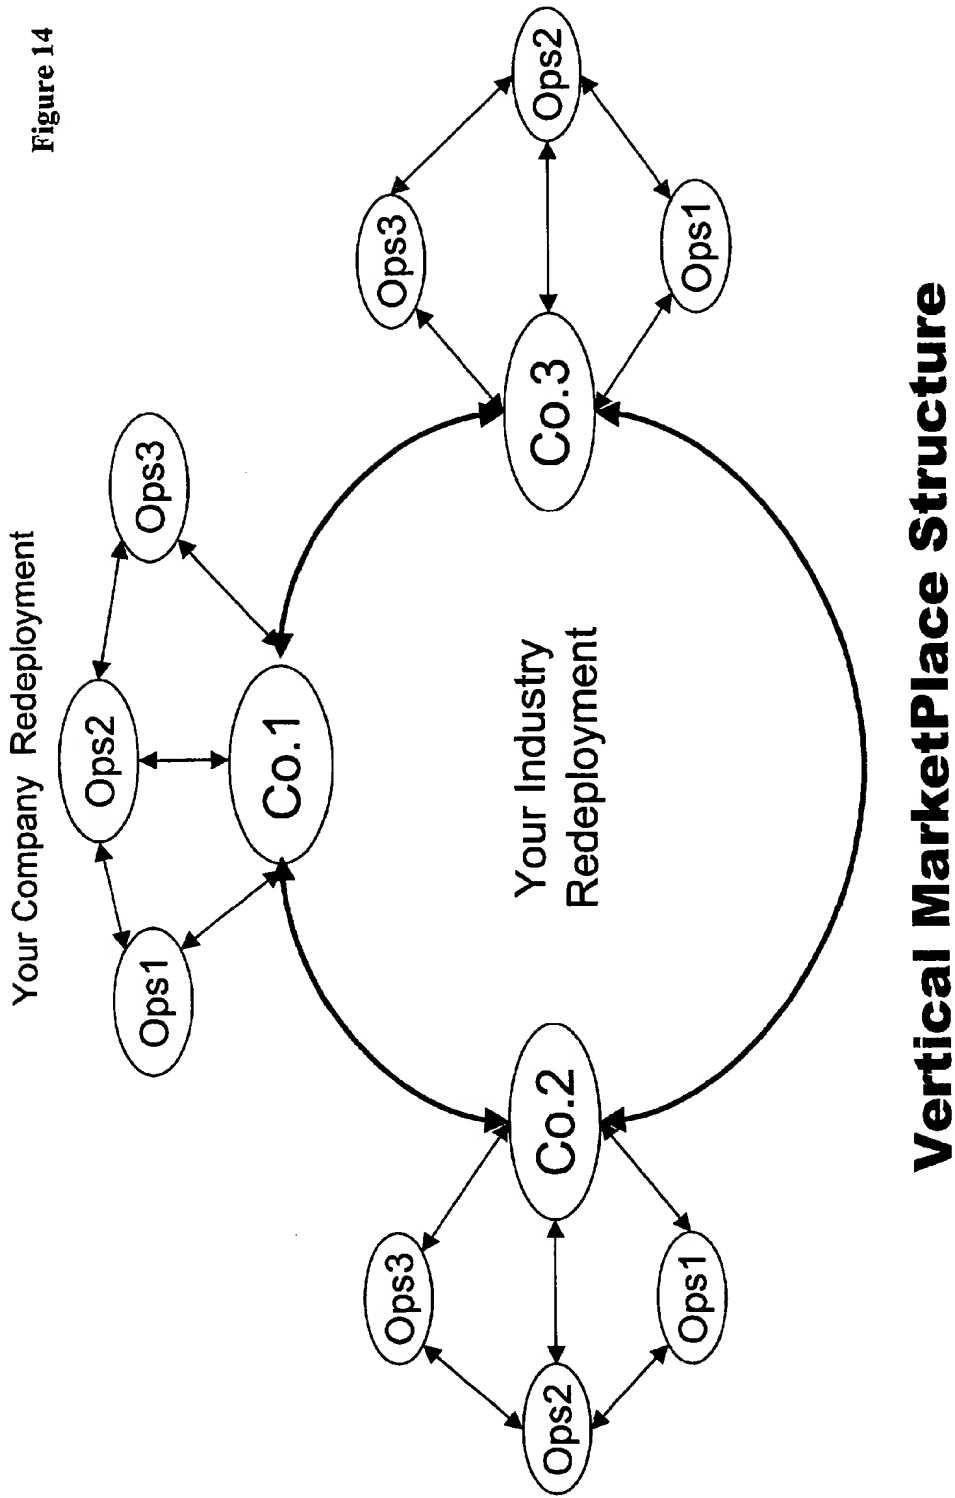 Your Company Redeployment
Figure 14
Ops2
Ops1
Ops3
Co.1
Ops3
Ops3
Ops2
Co.2
Your Industry
Redeployment
Co.3
Ops2
Ops1
Ops1
Vertical MarketPlace Structure